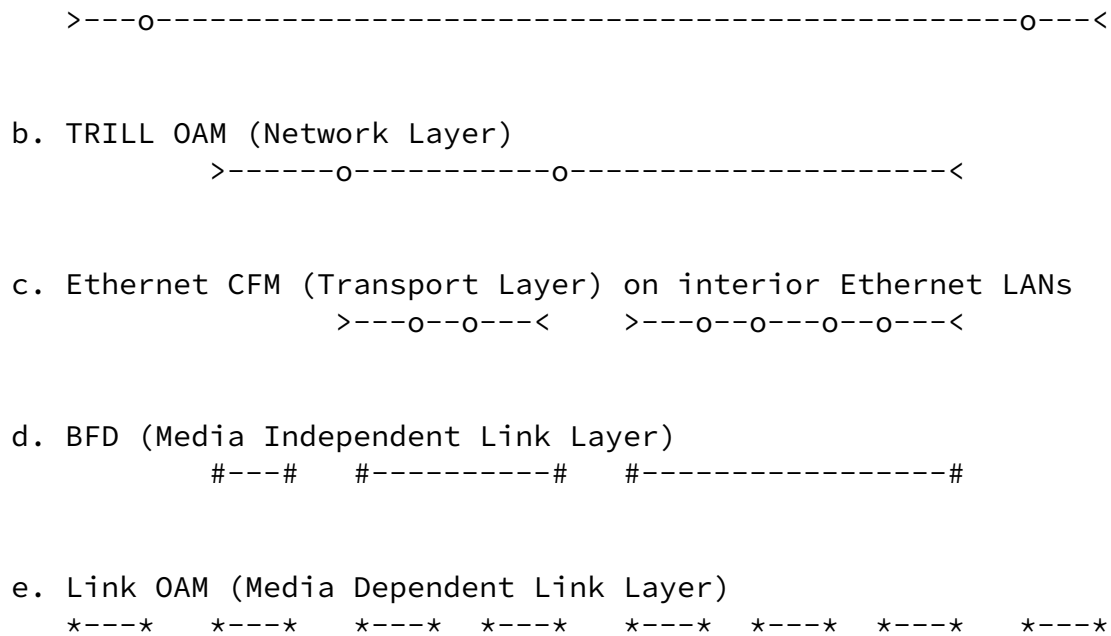 >---o------------------------------------------------o---<
b. TRILL OAM (Network Layer)
>------o-----------o---------------------<
c. Ethernet CFM (Transport Layer) on interior Ethernet LANs
>---o--o---< >---o--o---o--o---<
d. BFD (Media Independent Link Layer)
#---# #----------# #-----------------#
e. Link OAM (Media Dependent Link Layer)
*---* *---* *---* *---* *---* *---* *---* *---*